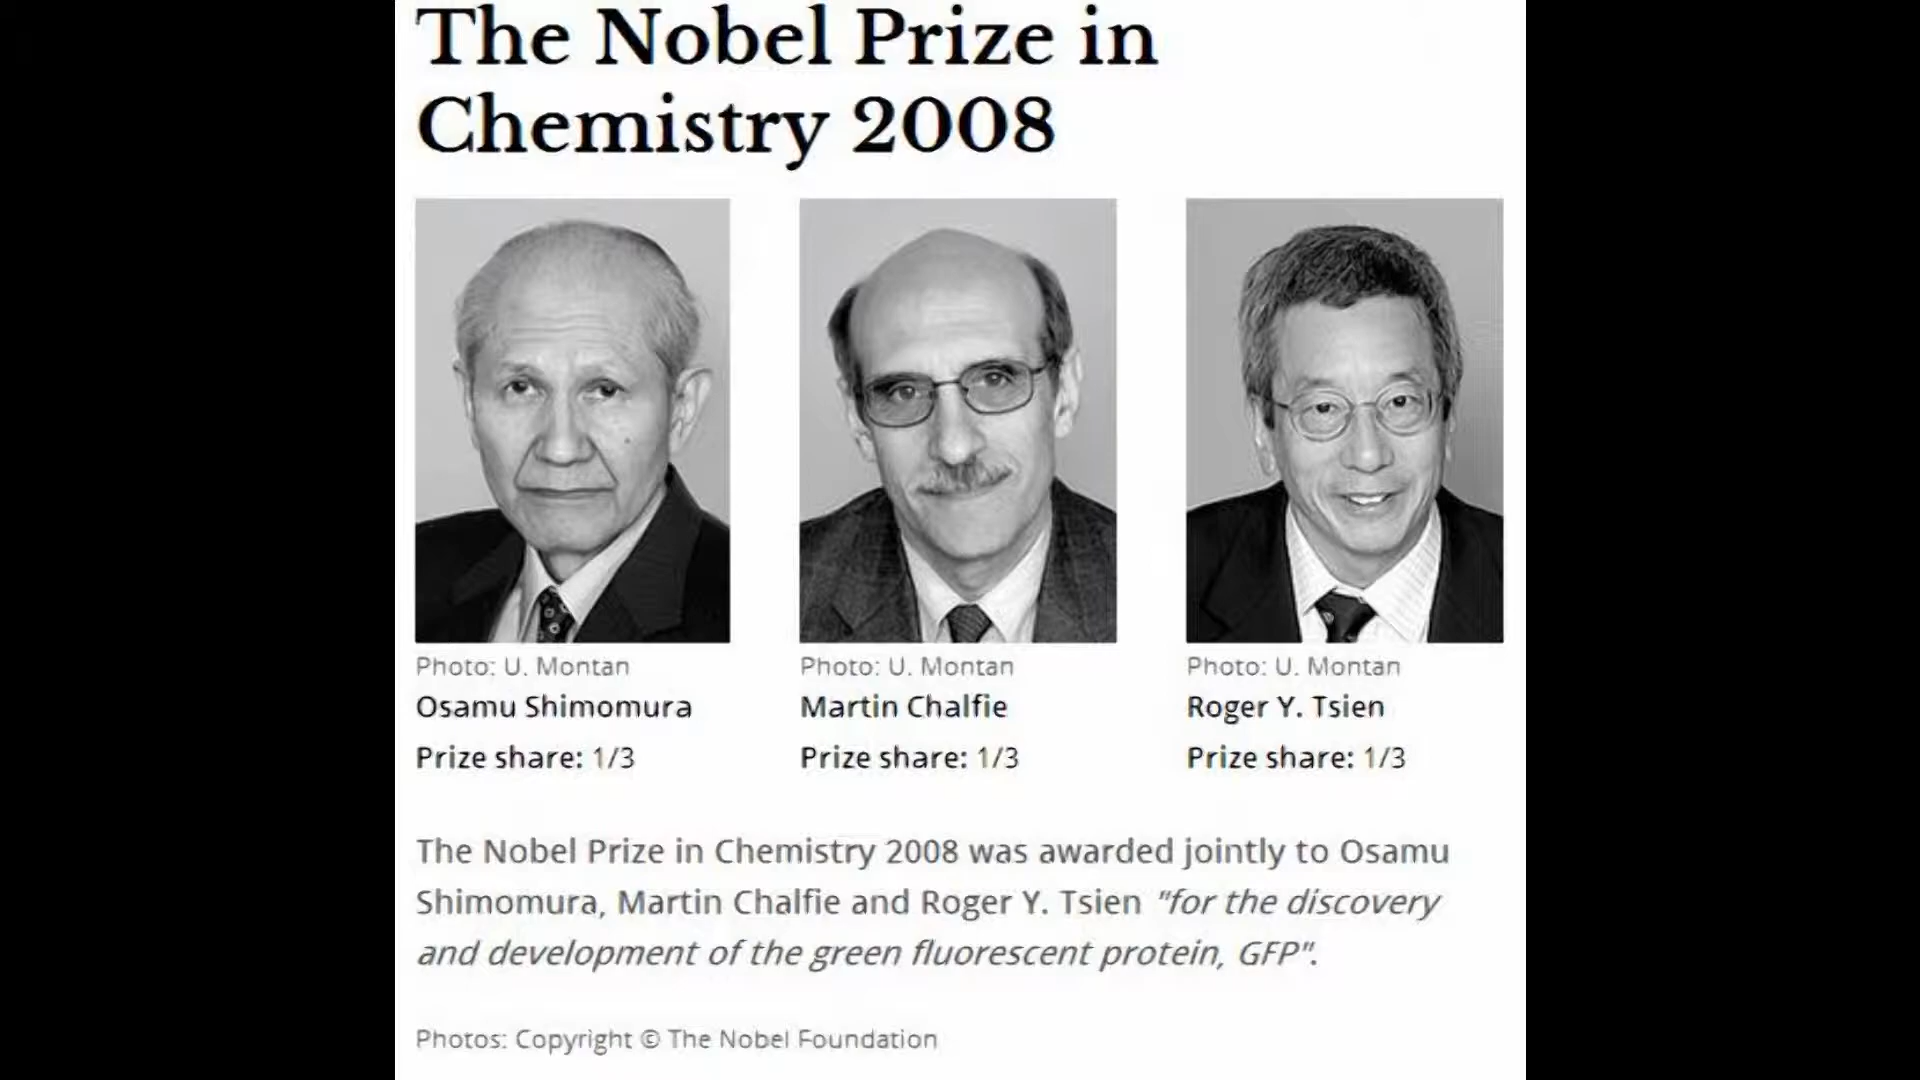 The Nobel Prize in
Chemistry 2008
Photo: U. Montan
Osamu Shimomura
Prize share: 1/3
Photo: U. Montan
Martin Chalfie
Prize share: 1/3
Photo: U. Montan
Roger Y. Tsien
Prize share: 1/3
The Nobel Prize in Chemistry 2008 was awarded jointly to Osamu
Shimomura, Martin Chalfie and Roger Y. Tsien "for the discovery
and development of the green fluorescent protein, GFP".
Photos: Copyright © The Nobel Foundation